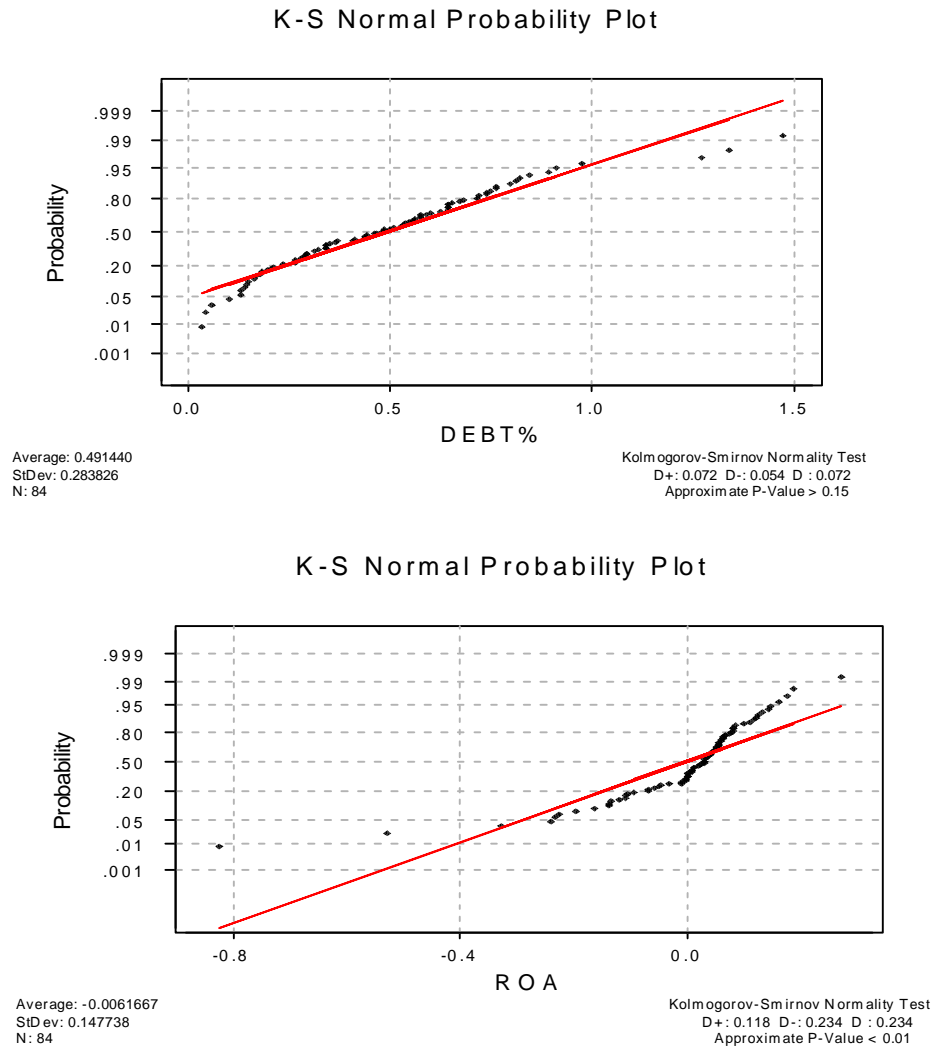 K-S Normal Probability Plot
.999
.99
.95
.80
.50
.20
.05
.01
.001
Probability
0.0 0.5 1.0 1.5
DEBT%
Average: 0.491440
StDev: 0.283826
N: 84
Kolmogorov-Smirnov Normality Test
D+: 0.072 D-: 0.054 D : 0.072
Approximate P-Value > 0.15
K-S Normal Probability Plot
.999
.99
.95
.80
.50
.20
.05
.01
.001
Probability
-0.8 -0.4 0.0
ROA
Average: -0.0061667
StDev: 0.147738
N: 84
Kolmogorov-Smirnov Normality Test
D+: 0.118 D-: 0.234 D : 0.234
Approximate P-Value < 0.01